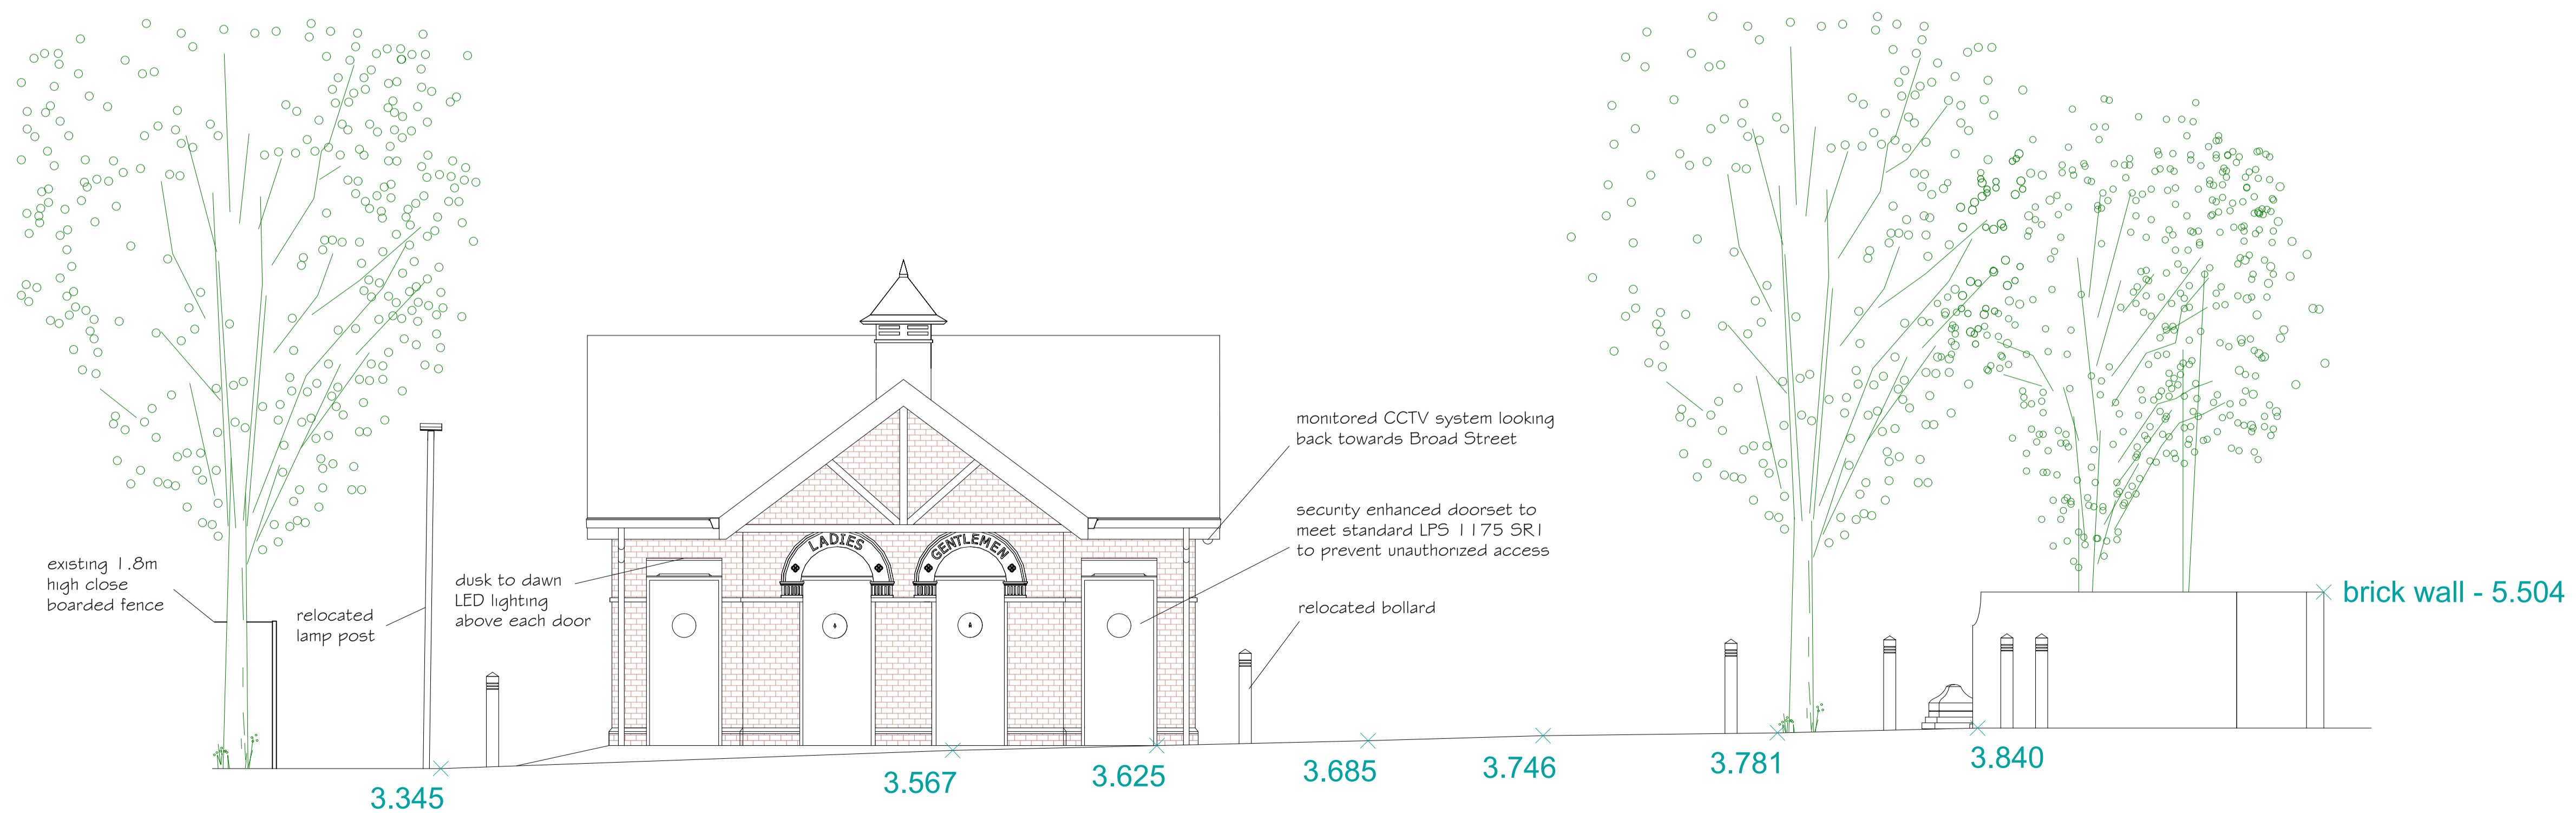 existing 1.8m
high close
boarded fence
relocated
lamp post
dusk to dawn
LED lighting
above each door
LADIES
GENTLEMEN
monitored CCTV system looking
back towards Broad Street
security enhanced doorset to
meet standard LPS 1175 SR1
to prevent unauthorized access
relocated bollard
brick wall - 5.504
3.345
3.567
3.625
3.685
3.746
3.781
3.840